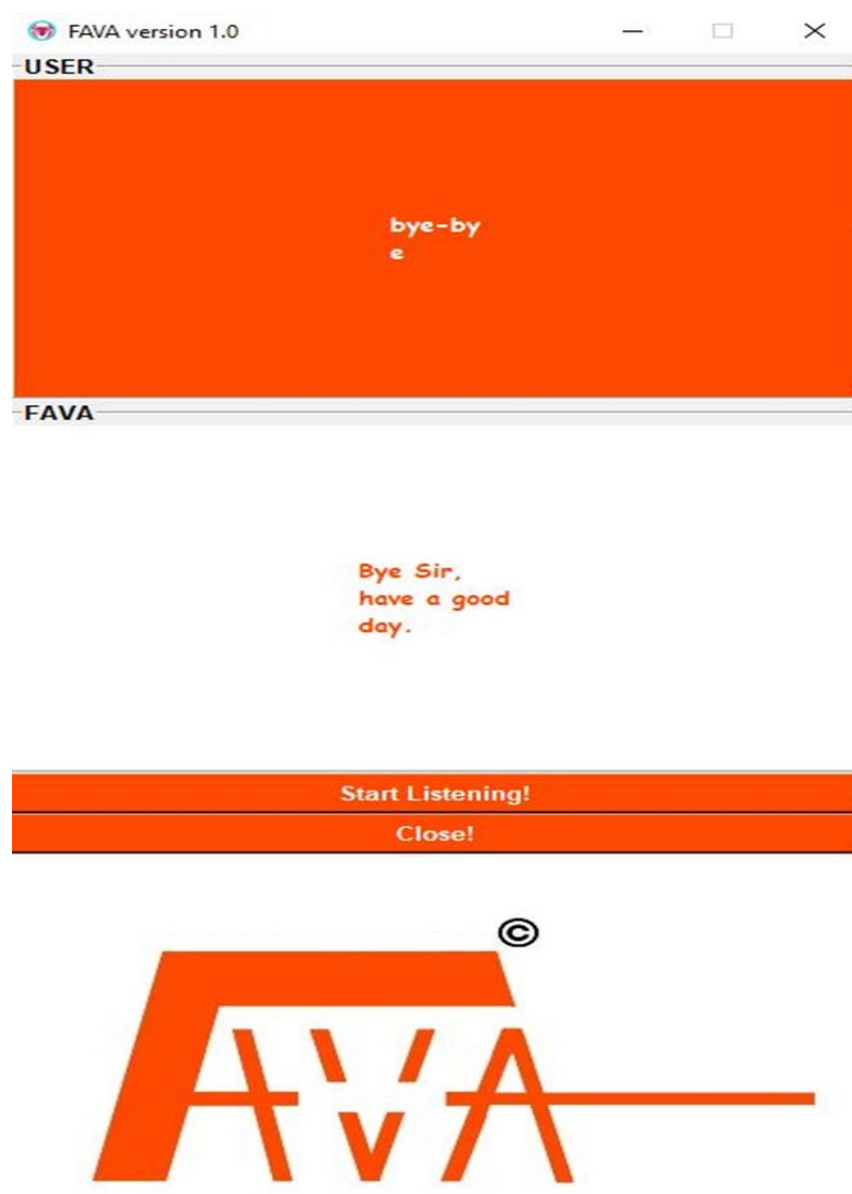 FAVA version 1.0
USER
bye-by
e
FAVA
Bye Sir,
have a good
day.
Start Listening!
Close!
©
FAVA